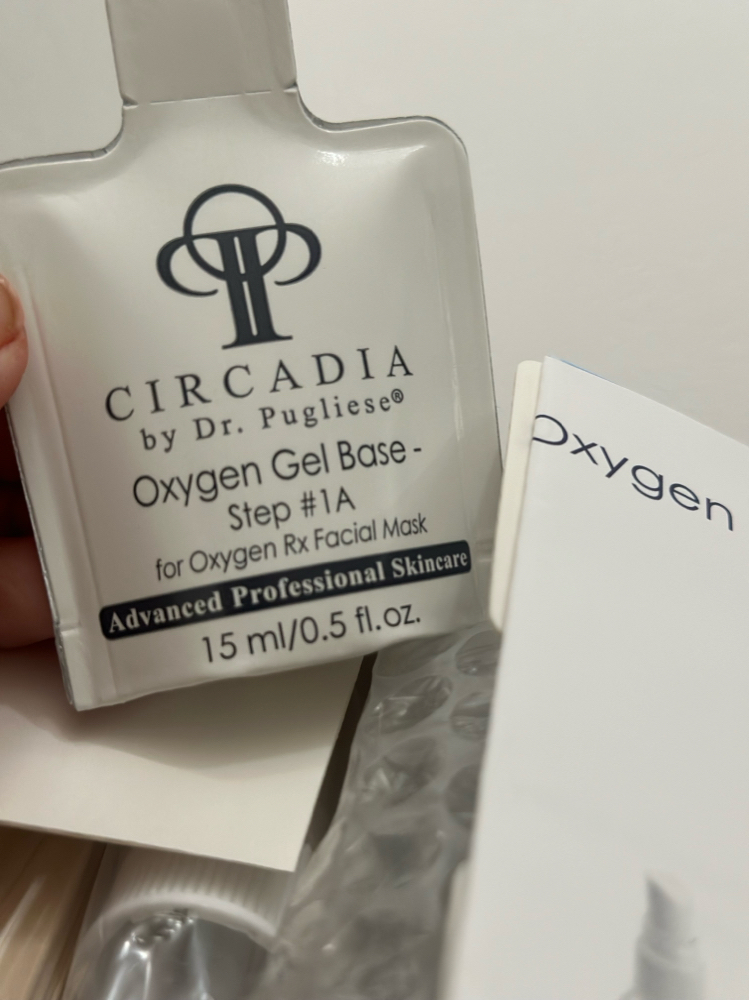 CIRCADIA
by Dr. Pugliese®
Oxygen Gel Base -
Step #1A
for Oxygen Rx Facial Mask
Advanced Professional Skincare
15 ml/0.5 fl.oz.
Oxygen